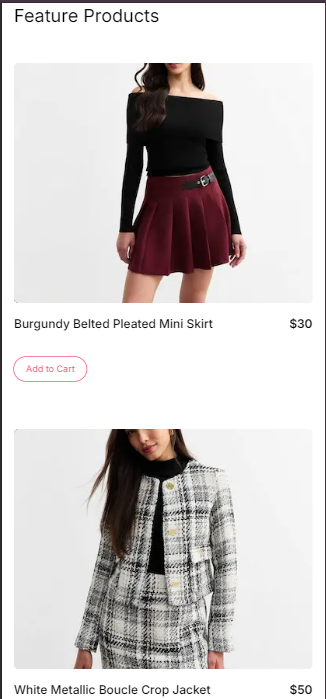 Feature Products
Burgundy Belted Pleated Mini Skirt $30
Add to Cart
White Metallic Boucle Crop Jacket $50